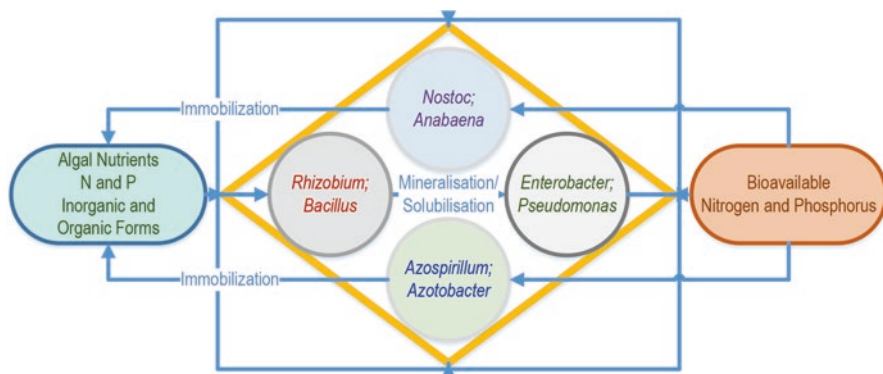 Immobilization
Nostoc;
Anabaena
Algal Nutrients
N and P
Inorganic and
Organic Forms
Rhizobium;
Bacillus
Mineralisation/
Solubilisation
Enterobacter;
Pseudomonas
Bioavailable
Nitrogen and Phosphorus
Immobilization
Azospirillum;
Azotobacter